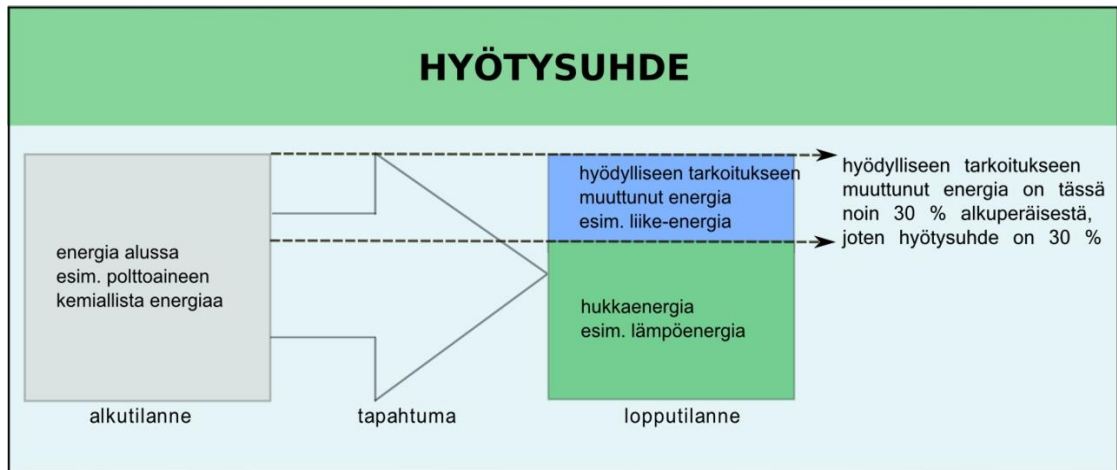 HYÖTYSUHDE
energia alussa
esim. polttoaineen
kemiallista energiaa
hyödylliseen tarkoitukseen
muuttunut energia
esim. liike-energia
hukkaenergia
esim. lämpöenergia
hyödylliseen tarkoitukseen
muuttunut energia on tässä
noin 30 % alkuperäisestä,
joten hyötysuhde on 30 %
alkutilanne
tapahtuma
lopputilanne